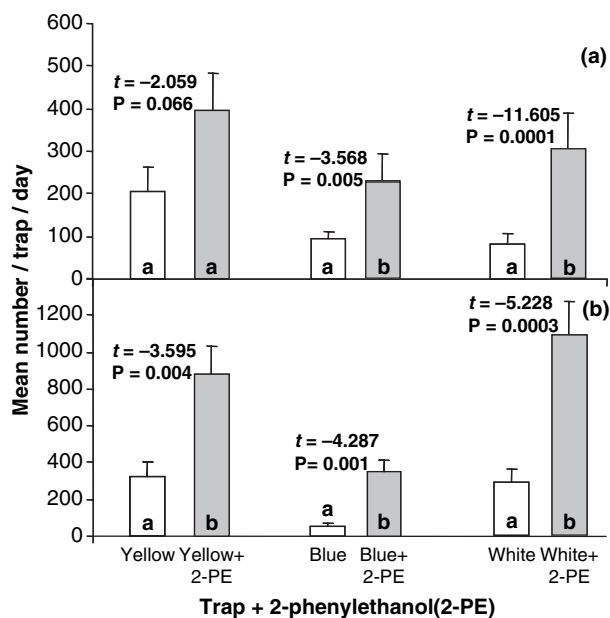 600
500
400
300
200
100
0
Mean number / trap / day
(a)
t = –2.059
P = 0.066
t = –3.568
P = 0.005
t = –11.605
P = 0.0001
a
a
a
b
a
b
1200
1000
800
600
400
200
0
(b)
t = –3.595
P = 0.004
t = –4.287
P= 0.001
t = –5.228
P = 0.0003
a
b
a
b
a
b
Yellow Yellow+ 2-PE
Blue Blue+ 2-PE
White White+ 2-PE
Trap + 2-phenylethanol(2-PE)